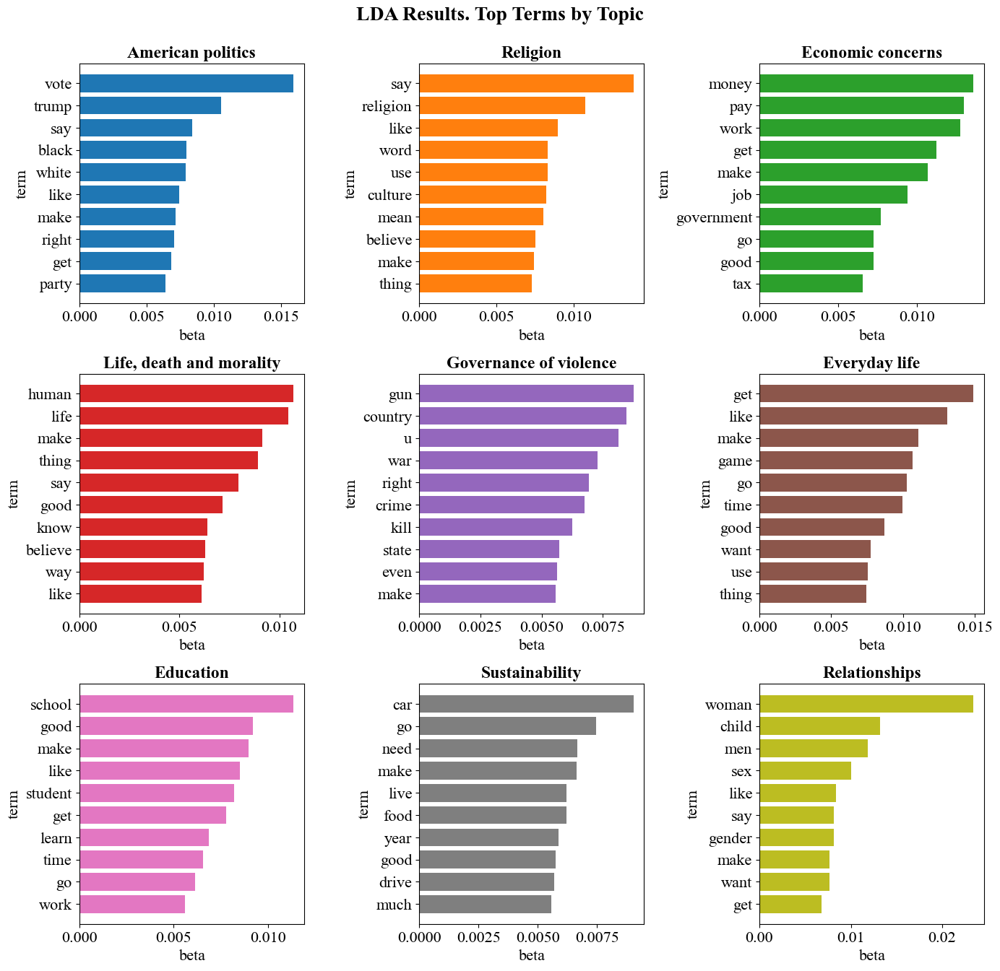 LDA Results. Top Terms by Topic
American politics
term
vote
trump
say
black
white
like
make
right
get
party
0.000 0.005 0.010 0.015
beta
Religion
term
say
religion
like
word
use
culture
mean
believe
make
thing
0.000 0.005 0.010
beta
Economic concerns
term
money
pay
work
get
make
job
government
go
good
tax
0.000 0.005 0.010
beta
Life, death and morality
term
human
life
make
thing
say
good
know
believe
way
like
0.000 0.005 0.010
beta
Governance of violence
term
gun
country
u
war
right
crime
kill
state
even
make
0.0000 0.0025 0.0050 0.0075
beta
Everyday life
term
get
like
make
game
go
time
good
want
use
thing
0.000 0.005 0.010 0.015
beta
Education
term
school
good
make
like
student
get
learn
time
go
work
0.000 0.005 0.010
beta
Sustainability
term
car
go
need
make
live
food
year
good
drive
much
0.0000 0.0025 0.0050 0.0075
beta
Relationships
term
woman
child
men
sex
like
say
gender
make
want
get
0.00 0.01 0.02
beta